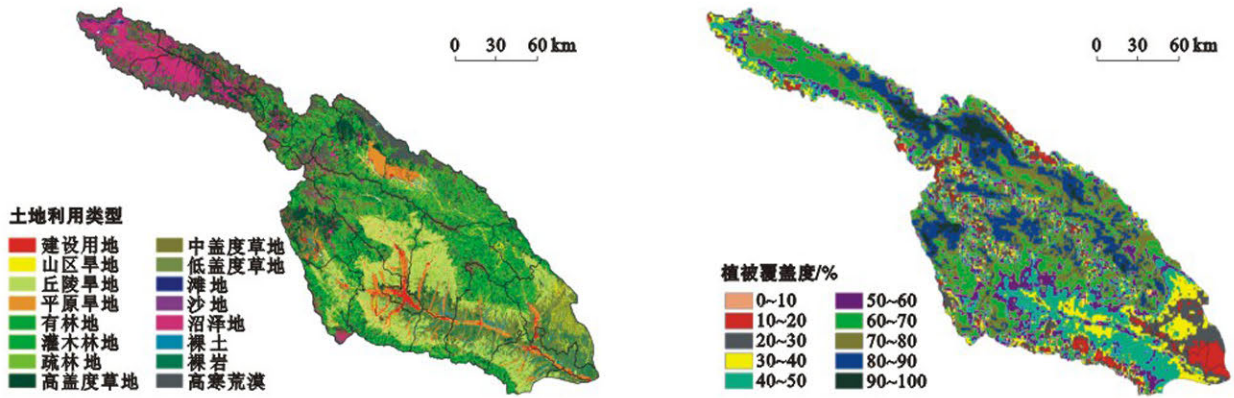 0 30 60 km
土地利用类型
建设用地 中盖度草地
山区旱地 低盖度草地
丘陵旱地 滩地
平原旱地 沙地
有林地 沼泽地
灌木林地 裸土
疏林地 裸岩
高盖度草地 高寒荒漠
0 30 60 km
植被覆盖度/%
0~10 50~60
10~20 60~70
20~30 70~80
30~40 80~90
40~50 90~100